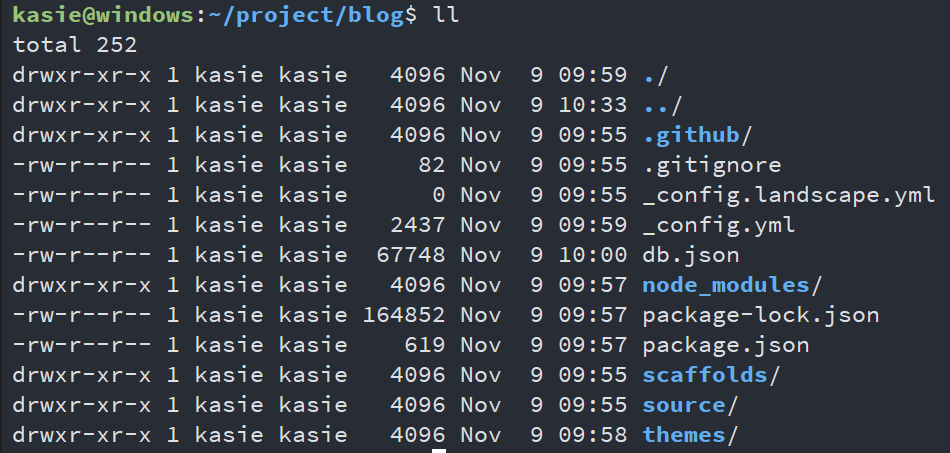 kasie@windows:~/project/blog$ ll
total 252
drwxr-xr-x 1 kasie kasie   4096 Nov  9 09:59 ./
drwxr-xr-x 1 kasie kasie   4096 Nov  9 10:33 ../
drwxr-xr-x 1 kasie kasie   4096 Nov  9 09:55 .github/
-rw-r--r-- 1 kasie kasie     82 Nov  9 09:55 .gitignore
-rw-r--r-- 1 kasie kasie      0 Nov  9 09:55 _config.landscape.yml
-rw-r--r-- 1 kasie kasie   2437 Nov  9 09:59 _config.yml
-rw-r--r-- 1 kasie kasie  67748 Nov  9 10:00 db.json
drwxr-xr-x 1 kasie kasie   4096 Nov  9 09:57 node_modules/
-rw-r--r-- 1 kasie kasie 164852 Nov  9 09:57 package-lock.json
-rw-r--r-- 1 kasie kasie    619 Nov  9 09:57 package.json
drwxr-xr-x 1 kasie kasie   4096 Nov  9 09:55 scaffolds/
drwxr-xr-x 1 kasie kasie   4096 Nov  9 09:55 source/
drwxr-xr-x 1 kasie kasie   4096 Nov  9 09:58 themes/